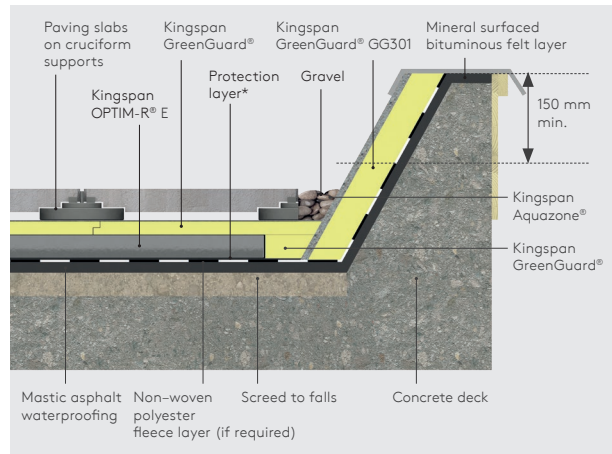 Paving slabs
on cruciform
supports
Kingspan
GreenGuard®
Kingspan
GreenGuard® GG301
Mineral surfaced
bituminous felt layer
Kingspan
OPTIM-R® E
Protection
layer*
Gravel
150 mm
min.
Kingspan
Aquazone®
Kingspan
GreenGuard®
Mastic asphalt
waterproofing
Non–woven
polyester
fleece layer (if required)
Screed to falls
Concrete deck